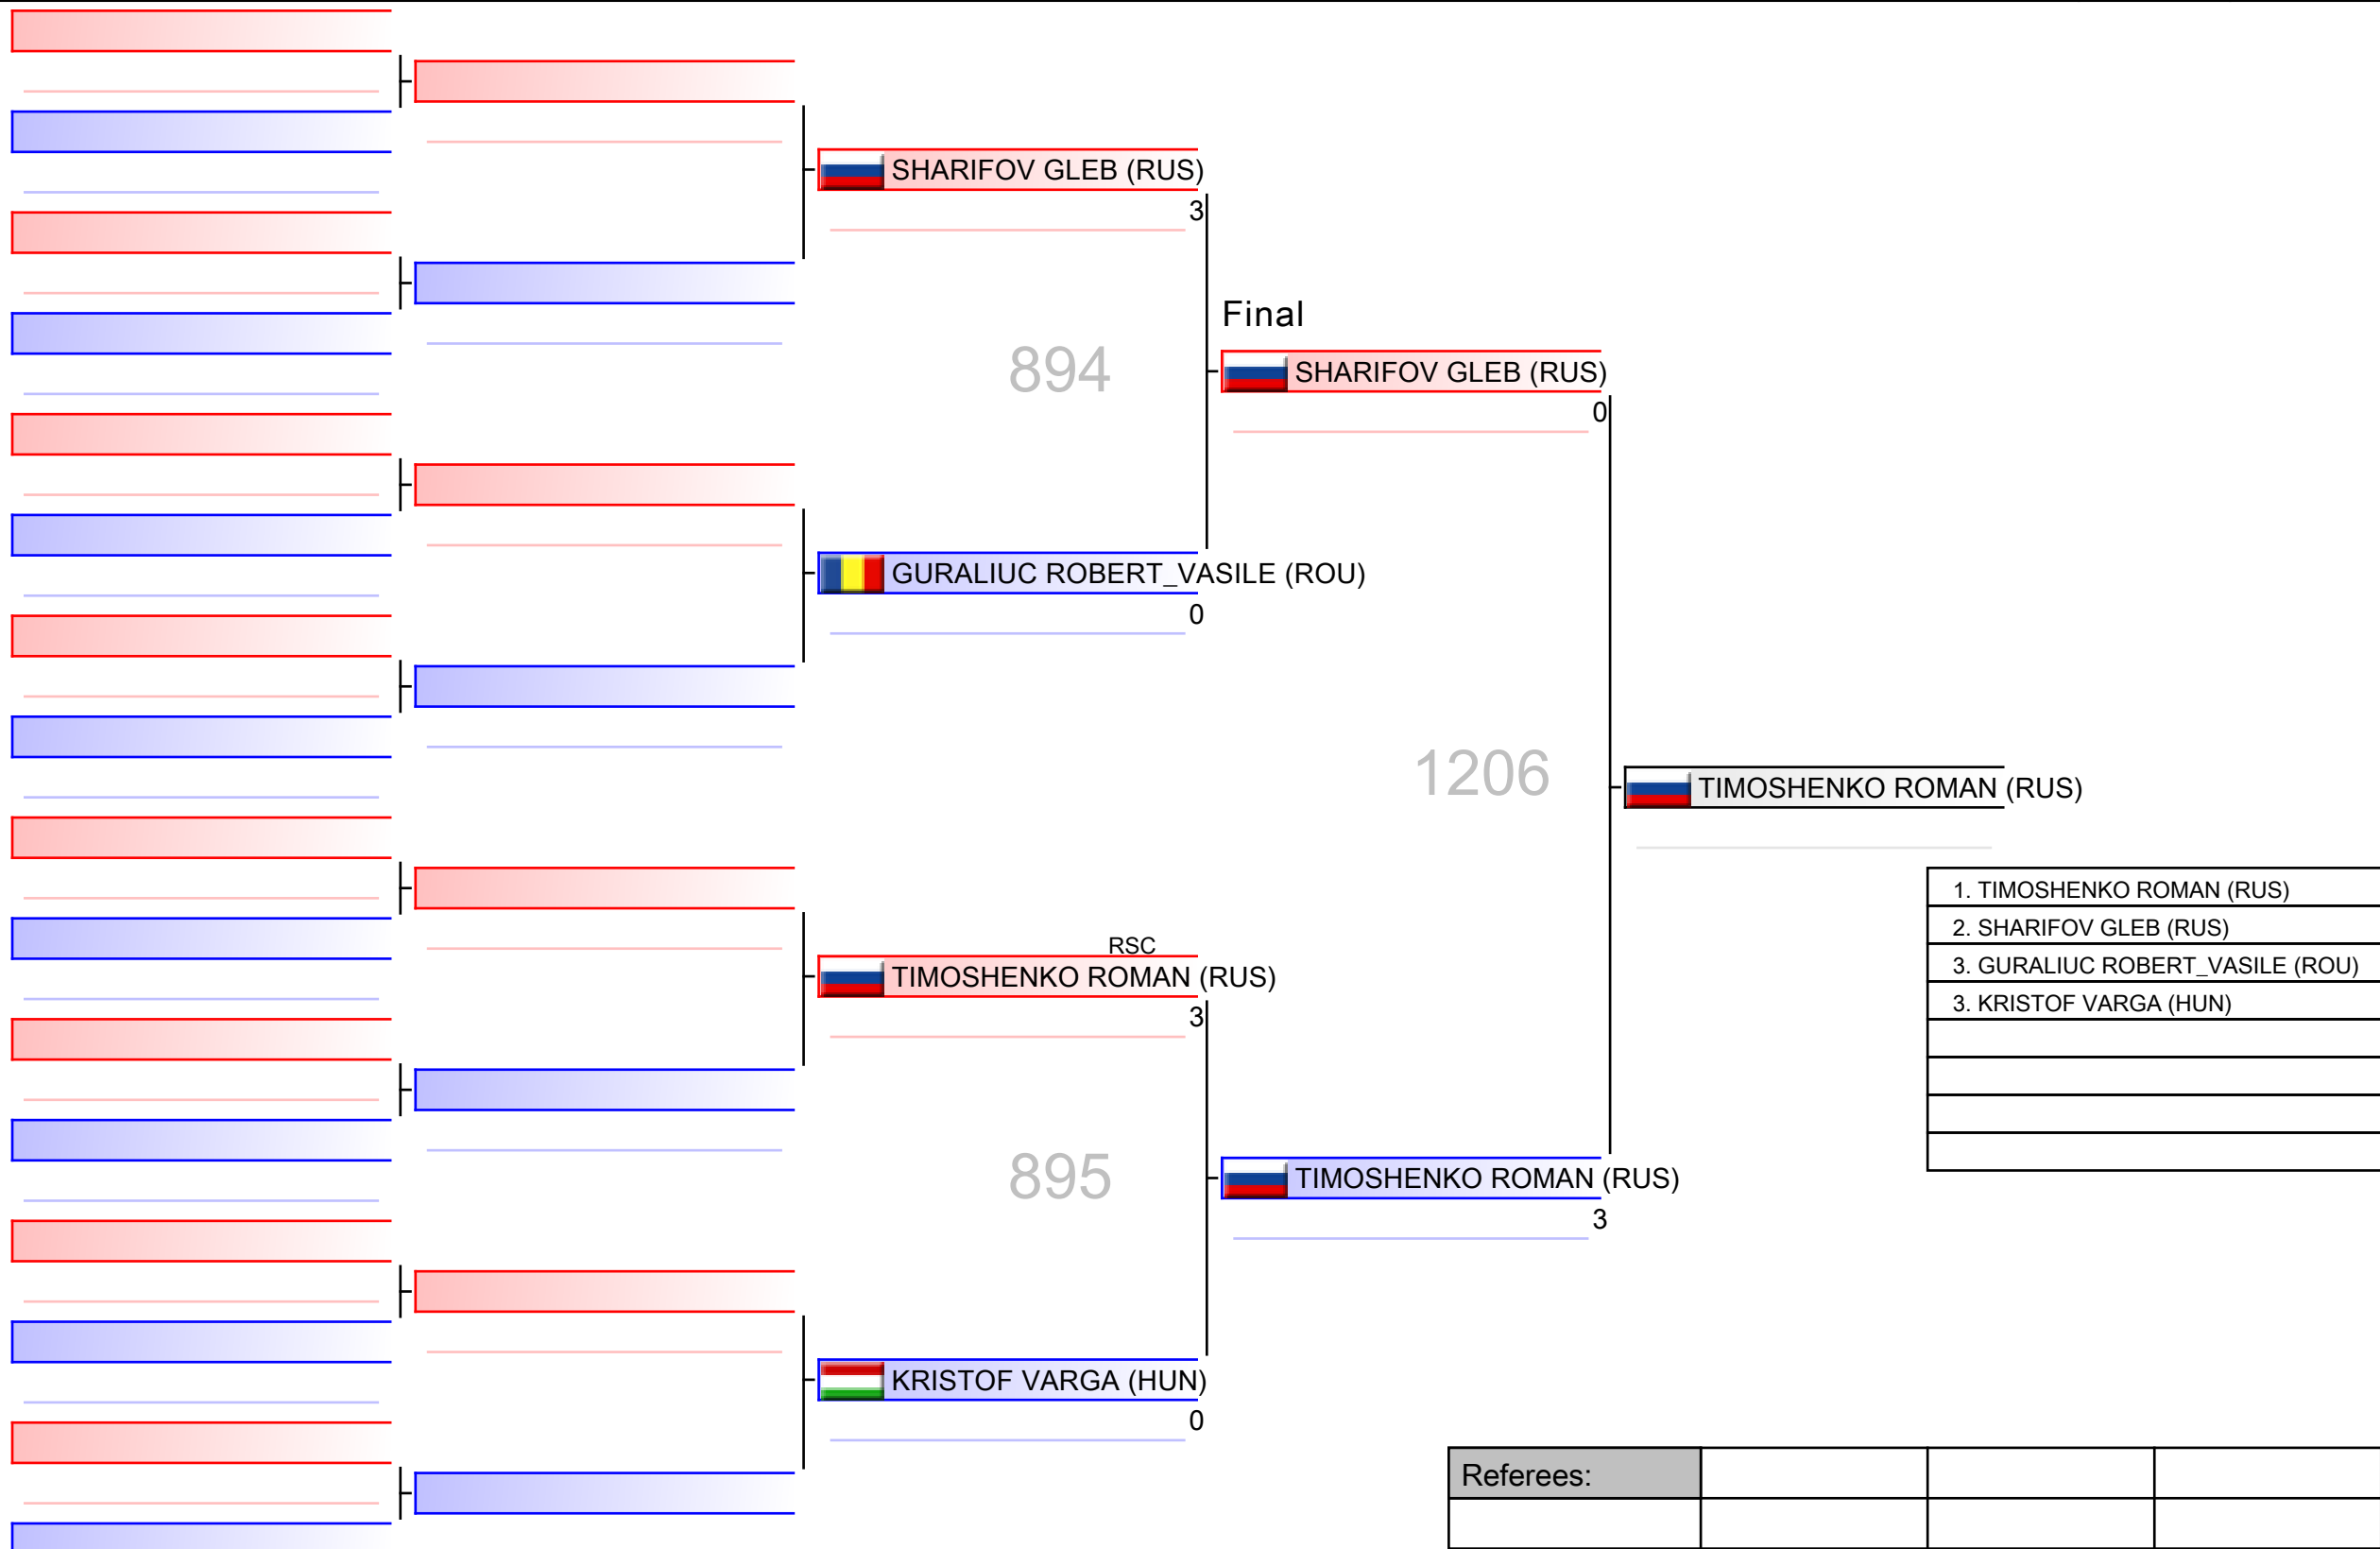 SHARIFOV GLEB (RUS)
3
Final
894
SHARIFOV GLEB (RUS)
0
GURALIUC ROBERT_VASILE (ROU)
0
1206
TIMOSHENKO ROMAN (RUS)
1. TIMOSHENKO ROMAN (RUS)
2. SHARIFOV GLEB (RUS)
RSC
3. GURALIUC ROBERT_VASILE (ROU)
TIMOSHENKO ROMAN (RUS)
3. KRISTOF VARGA (HUN)
3
895
TIMOSHENKO ROMAN (RUS)
3
KRISTOF VARGA (HUN)
0
Referees: